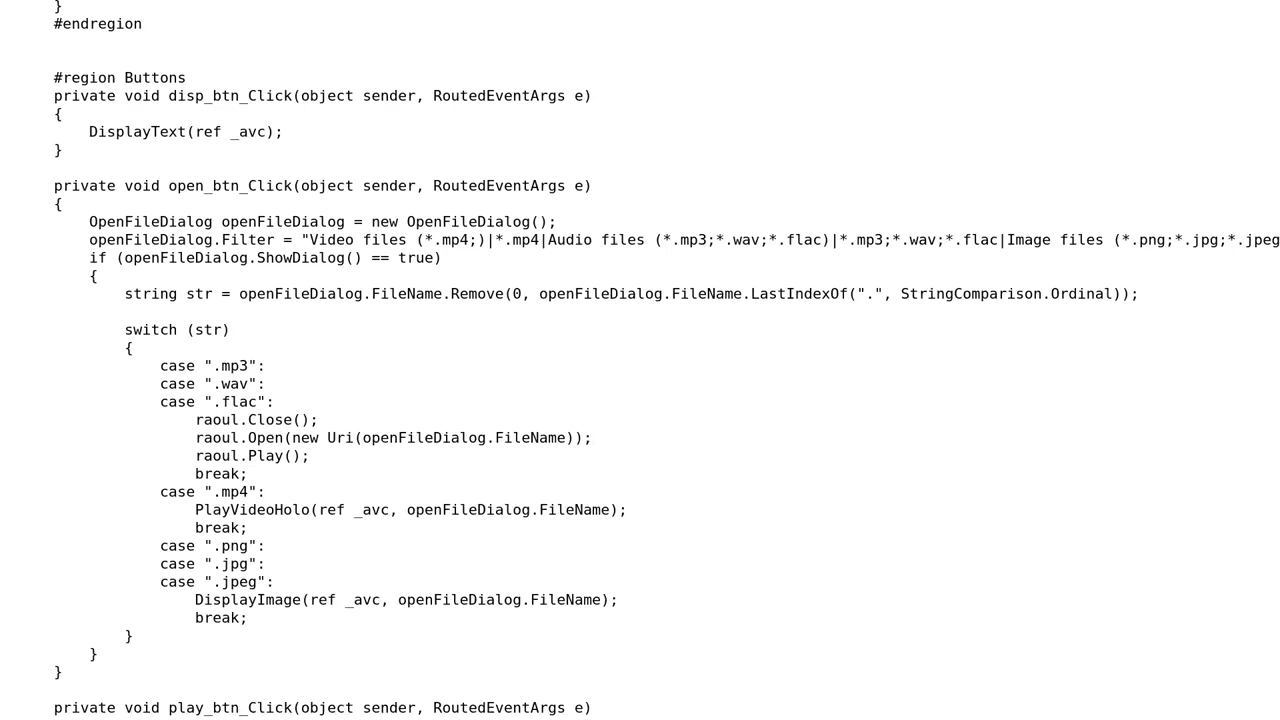 }
#endregion
#region Buttons
private void disp_btn_Click(object sender, RoutedEventArgs e)
{
    DisplayText(ref _avc);
}
private void open_btn_Click(object sender, RoutedEventArgs e)
{
    OpenFileDialog openFileDialog = new OpenFileDialog();
    openFileDialog.Filter = "Video files (*.mp4;)|*.mp4|Audio files (*.mp3;*.wav;*.flac)|*.mp3;*.wav;*.flac|Image files (*.png;*.jpg;*.jpeg
    if (openFileDialog.ShowDialog() == true)
    {
        string str = openFileDialog.FileName.Remove(0, openFileDialog.FileName.LastIndexOf(".", StringComparison.Ordinal));
        switch (str)
        {
            case ".mp3":
            case ".wav":
            case ".flac":
                raoul.Close();
                raoul.Open(new Uri(openFileDialog.FileName));
                raoul.Play();
                break;
            case ".mp4":
                PlayVideoHolo(ref _avc, openFileDialog.FileName);
                break;
            case ".png":
            case ".jpg":
            case ".jpeg":
                DisplayImage(ref _avc, openFileDialog.FileName);
                break;
        }
    }
}
private void play_btn_Click(object sender, RoutedEventArgs e)